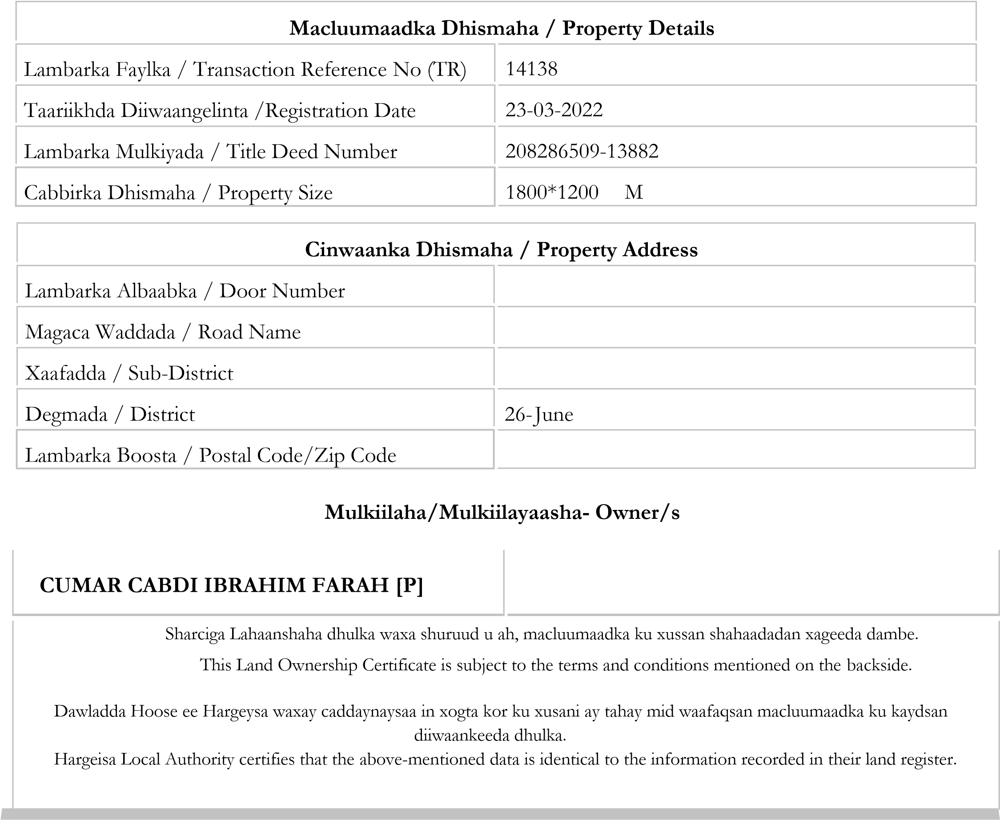 Macluumaadka Dhismaha / Property Details
Lambarka Faylka / Transaction Reference No (TR) 14138
Taariikhda Diiwaangelinta /Registration Date 23-03-2022
Lambarka Mulkiyada / Title Deed Number 208286509-13882
Cabbirka Dhismaha / Property Size 1800*1200 M
Cinwaanka Dhismaha / Property Address
Lambarka Albaabka / Door Number
Magaca Waddada / Road Name
Xaafadda / Sub-District
Degmada / District 26-June
Lambarka Boosta / Postal Code/Zip Code
Mulkiilaha/Mulkiilayaasha- Owner/s
CUMAR CABDI IBRAHIM FARAH [P]
Sharciga Lahaanshaha dhulka waxa shuruud u ah, macluumaadka ku xussan shahaadadan xageeda dambe.
This Land Ownership Certificate is subject to the terms and conditions mentioned on the backside.
Dawladda Hoose ee Hargeysa waxay caddaynaysaa in xogta kor ku xusani ay tahay mid waafaqsan macluumaadka ku kaydsan
diiwaankeeda dhulka.
Hargeisa Local Authority certifies that the above-mentioned data is identical to the information recorded in their land register.